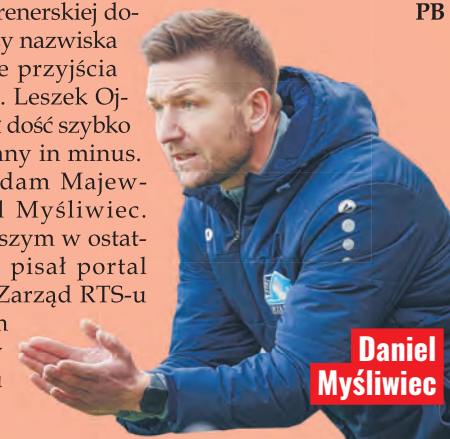 renerskiej do-
y nazwiska
e przyjścia
. Leszek Oj-
dość szybko
any in minus.
dam Majew-
l Myśliwiec.
szym w ostat-
pisał portal
Zarząd RTS-u
PB
Daniel
Myśliwiec